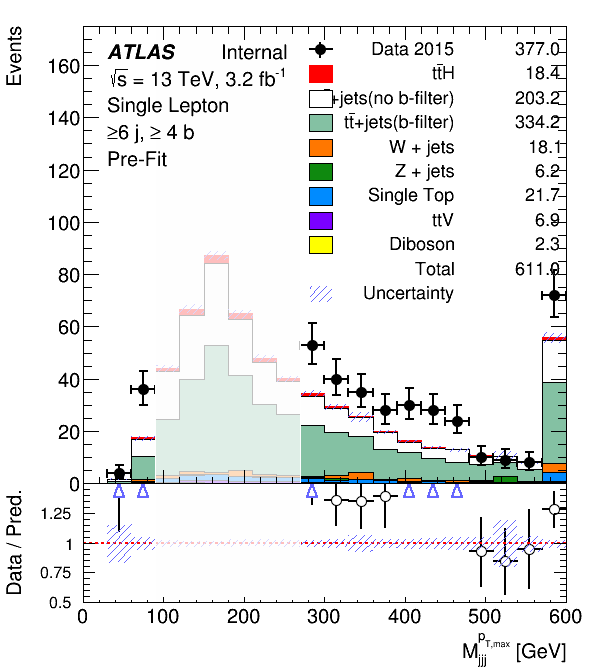 Events
ATLAS Internal
√s = 13 TeV, 3.2 fb⁻¹
Single Lepton
≥6 j, ≥ 4 b
Pre-Fit
Data 2015 377.0
tt̄H 18.4
+jets(no b-filter) 203.2
tt̄+jets(b-filter) 334.2
W + jets 18.1
Z + jets 6.2
Single Top 21.7
ttV 6.9
Diboson 2.3
Total 611.0
Uncertainty
160
140
120
100
80
60
40
20
0
Data / Pred.
1.25
1
0.75
0.5
0 100 200 300 400 500 600
M_jjj^{p_T,max} [GeV]